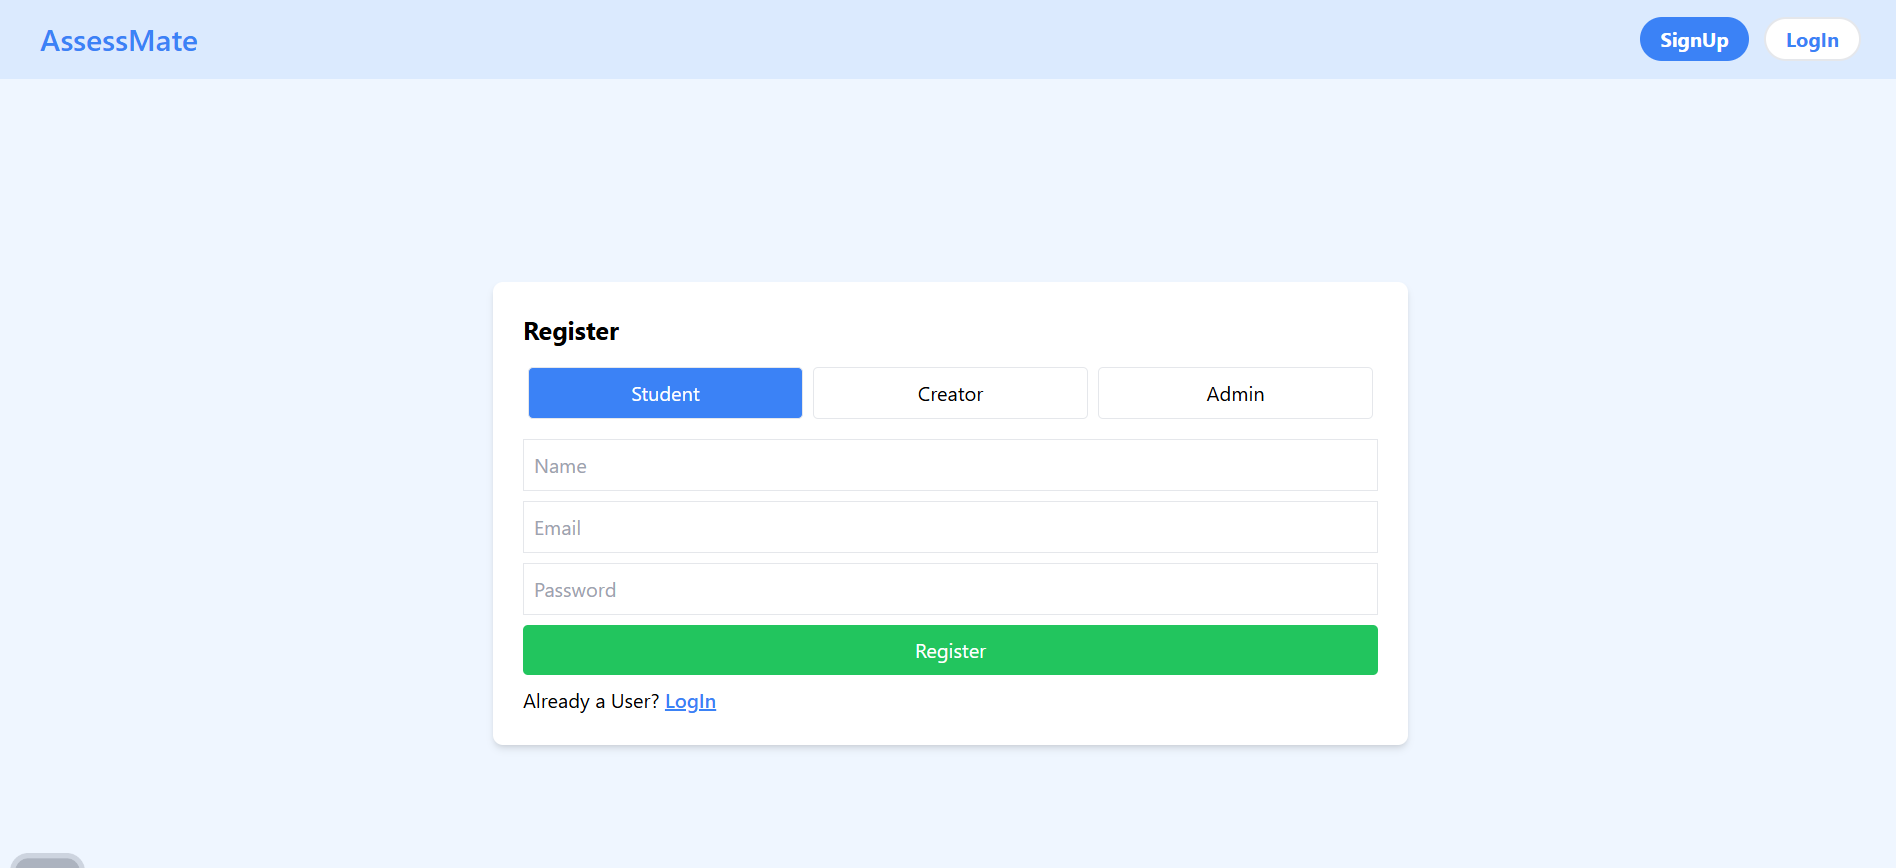 AssessMate
SignUp LogIn
Register
Student Creator Admin
Name
Email
Password
Register
Already a User? LogIn